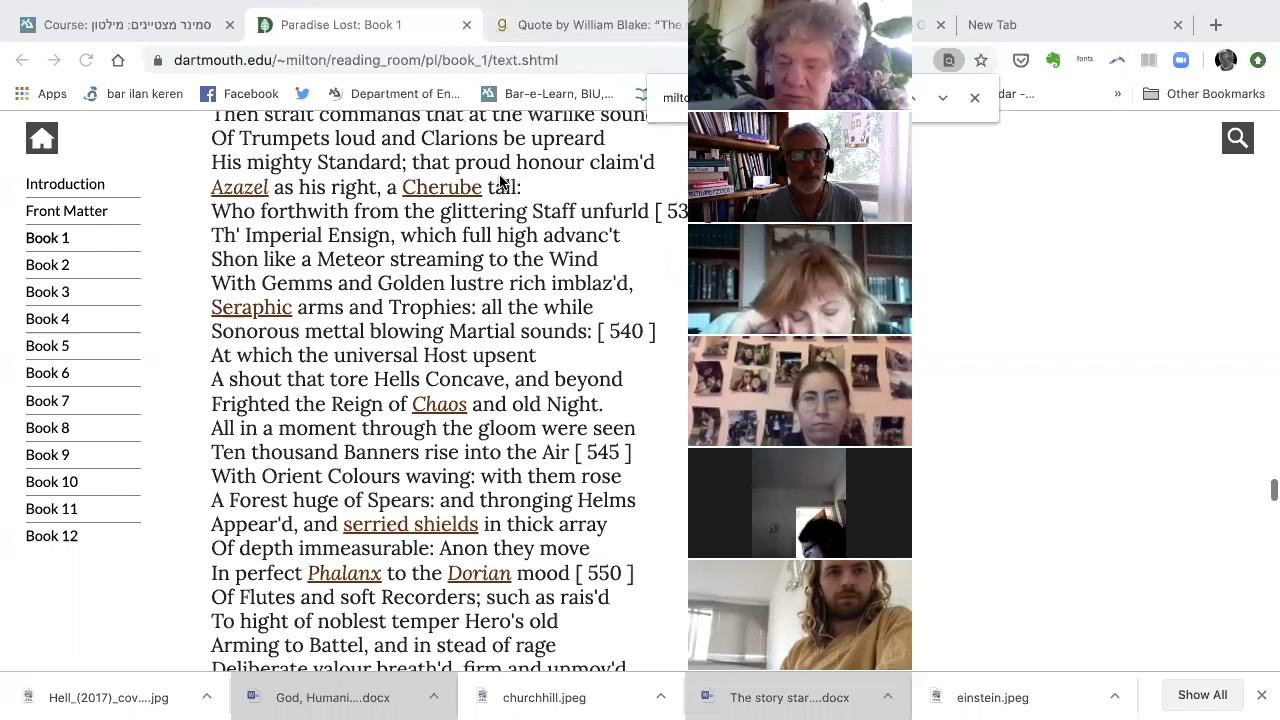 Course: סמינר מצטיינים: מילטון
Paradise Lost: Book 1
Quote by William Blake: “The
New Tab
dartmouth.edu/~milton/reading_room/pl/book_1/text.shtml
fonts
Apps
bar ilan keren
Facebook
Department of En...
Bar-e-Learn, BIU,...
dar -...
»
Other Bookmarks
Introduction
Front Matter
Book 1
Book 2
Book 3
Book 4
Book 5
Book 6
Book 7
Book 8
Book 9
Book 10
Book 11
Book 12
Then strait commands that at the warlike soun
Of Trumpets loud and Clarions be upreard
His mighty Standard; that proud honour claim'd
Azazel as his right, a Cherube tall:
Who forthwith from the glittering Staff unfurld [ 53
Th' Imperial Ensign, which full high advanc't
Shon like a Meteor streaming to the Wind
With Gemms and Golden lustre rich imblaz'd,
Seraphic arms and Trophies: all the while
Sonorous mettal blowing Martial sounds: [ 540 ]
At which the universal Host upsent
A shout that tore Hells Concave, and beyond
Frighted the Reign of Chaos and old Night.
All in a moment through the gloom were seen
Ten thousand Banners rise into the Air [ 545 ]
With Orient Colours waving: with them rose
A Forest huge of Spears: and thronging Helms
Appear'd, and serried shields in thick array
Of depth immeasurable: Anon they move
In perfect Phalanx to the Dorian mood [ 550 ]
Of Flutes and soft Recorders; such as rais'd
To hight of noblest temper Hero's old
Arming to Battel, and in stead of rage
Deliberate valour breath'd, firm and unmov'd
Hell_(2017)_cov....jpg
God, Humani....docx
churchhill.jpeg
The story star....docx
einstein.jpeg
Show All